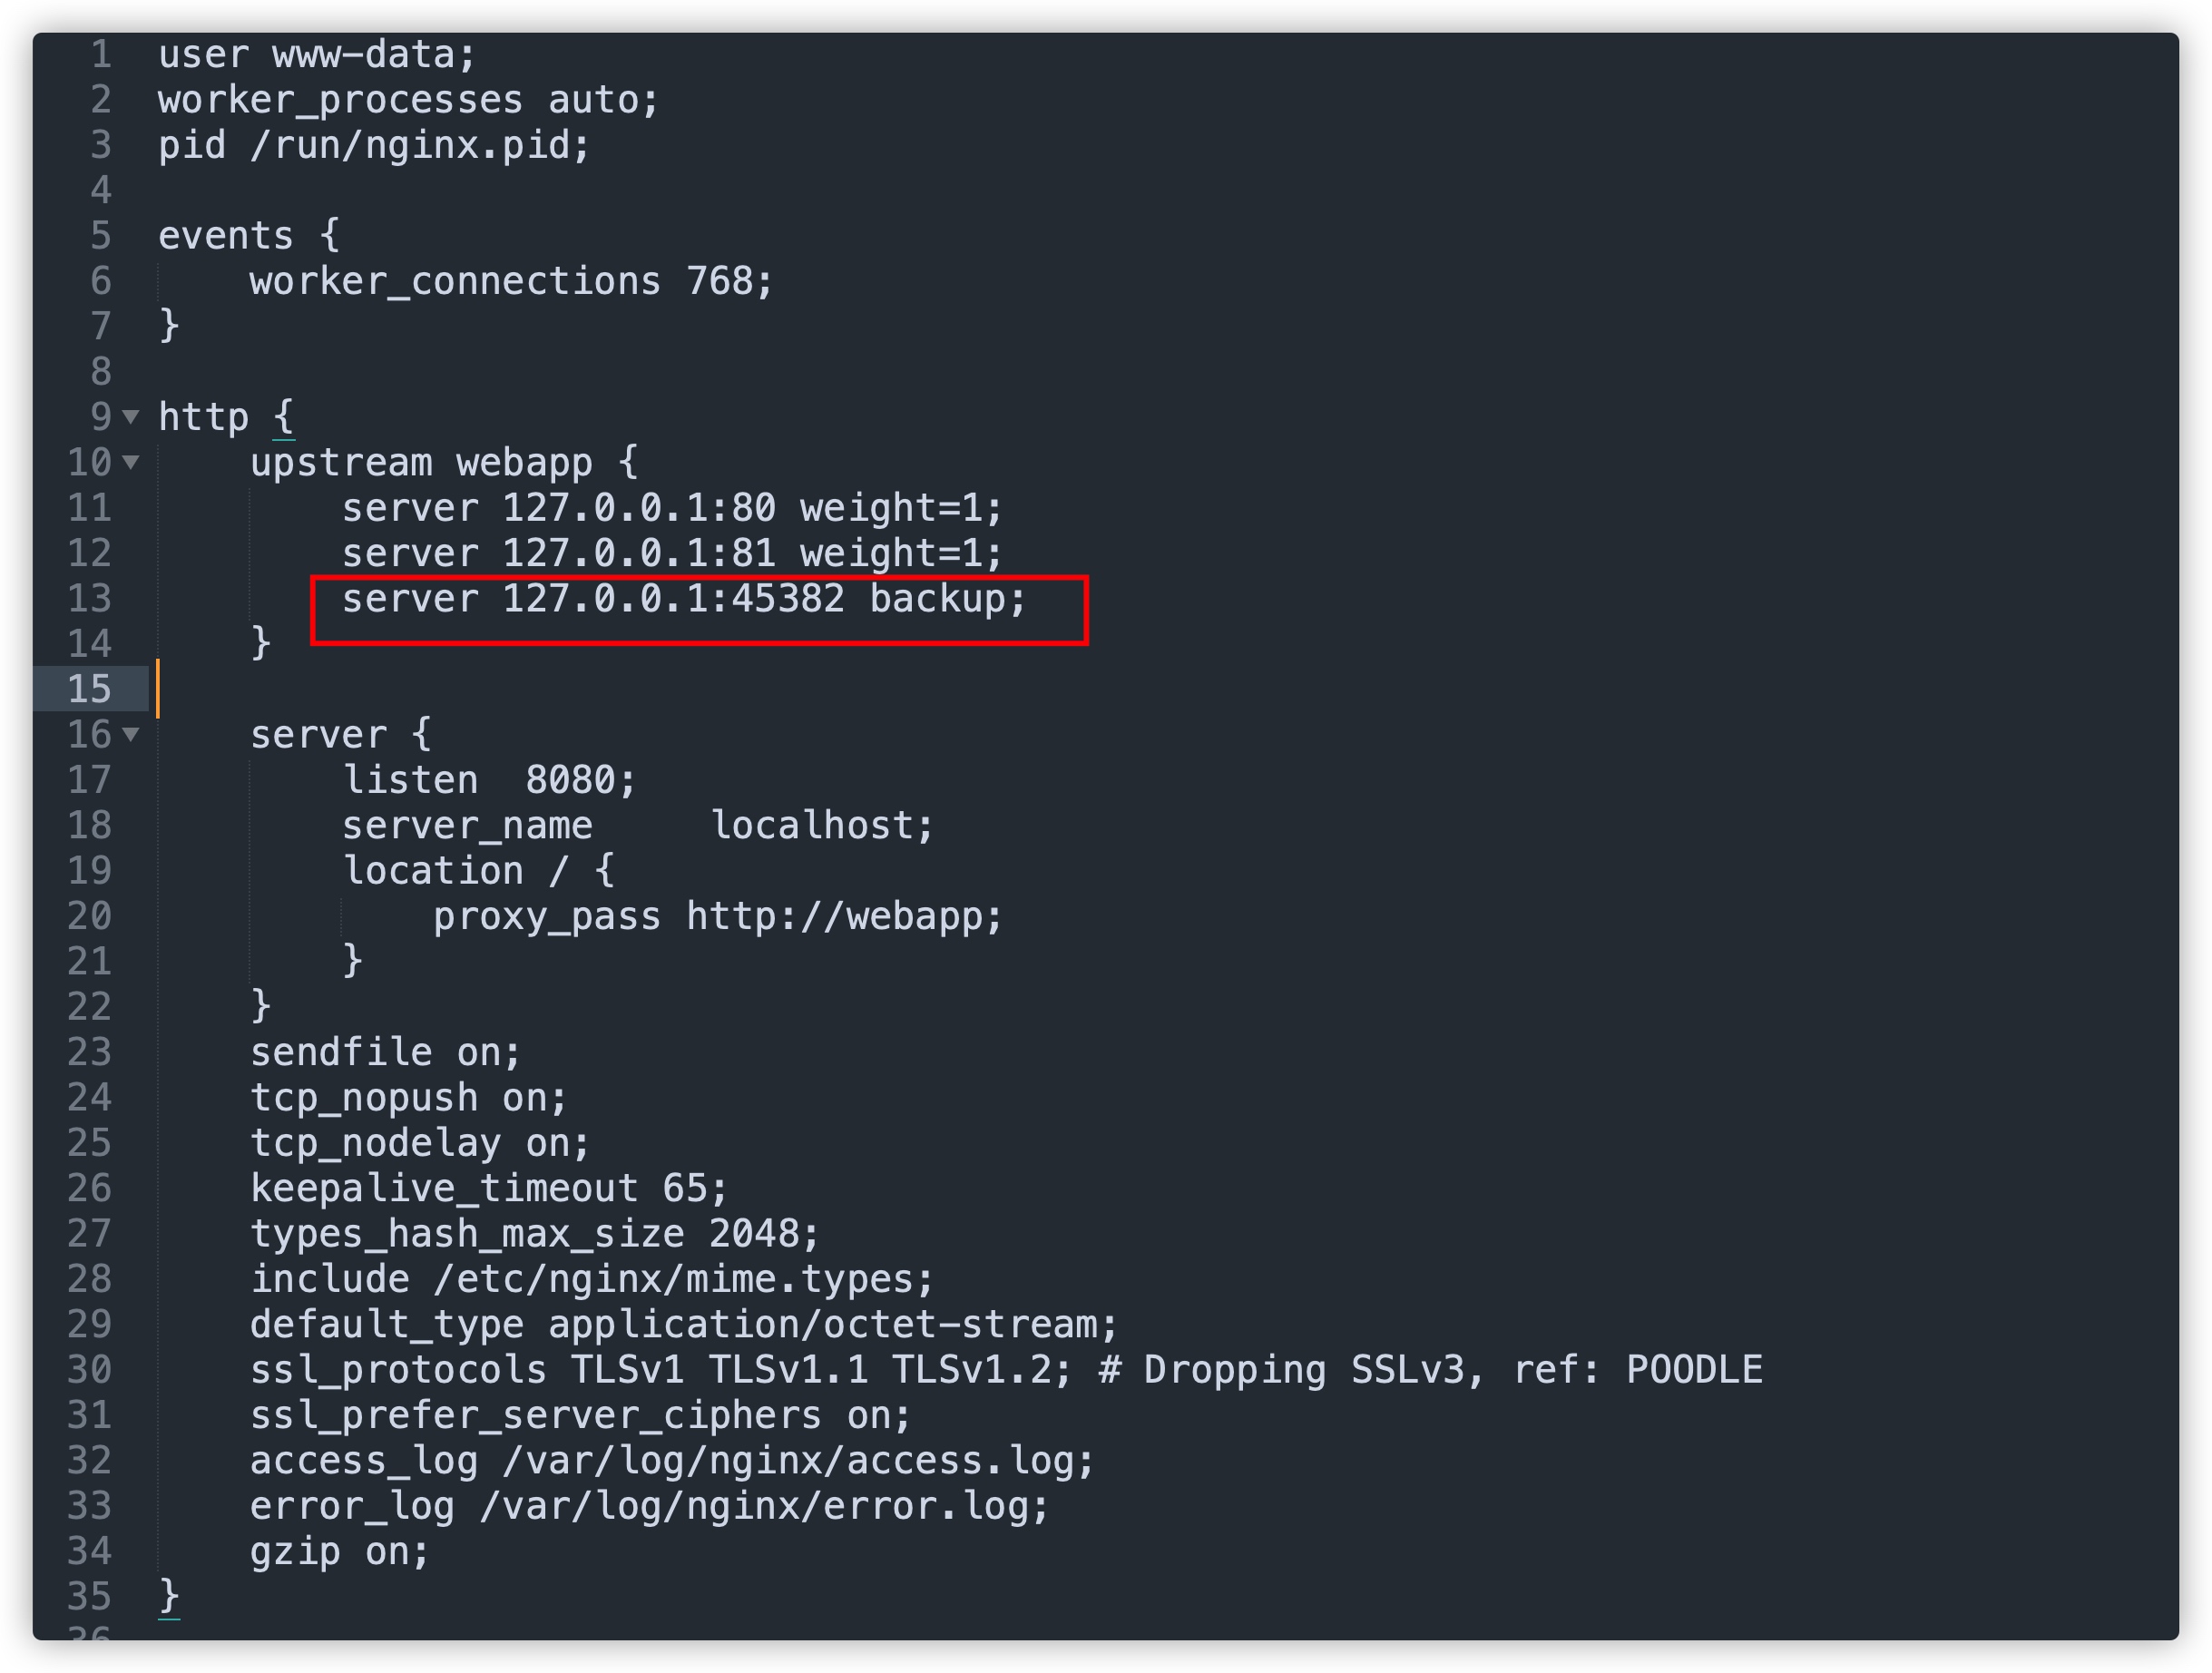 1 user www-data;
2 worker_processes auto;
3 pid /run/nginx.pid;
4
5 events {
6     worker_connections 768;
7 }
8
9 http {
10     upstream webapp {
11         server 127.0.0.1:80 weight=1;
12         server 127.0.0.1:81 weight=1;
13         server 127.0.0.1:45382 backup;
14     }
15
16     server {
17         listen  8080;
18         server_name     localhost;
19         location / {
20             proxy_pass http://webapp;
21         }
22     }
23     sendfile on;
24     tcp_nopush on;
25     tcp_nodelay on;
26     keepalive_timeout 65;
27     types_hash_max_size 2048;
28     include /etc/nginx/mime.types;
29     default_type application/octet-stream;
30     ssl_protocols TLSv1 TLSv1.1 TLSv1.2; # Dropping SSLv3, ref: POODLE
31     ssl_prefer_server_ciphers on;
32     access_log /var/log/nginx/access.log;
33     error_log /var/log/nginx/error.log;
34     gzip on;
35 }
36